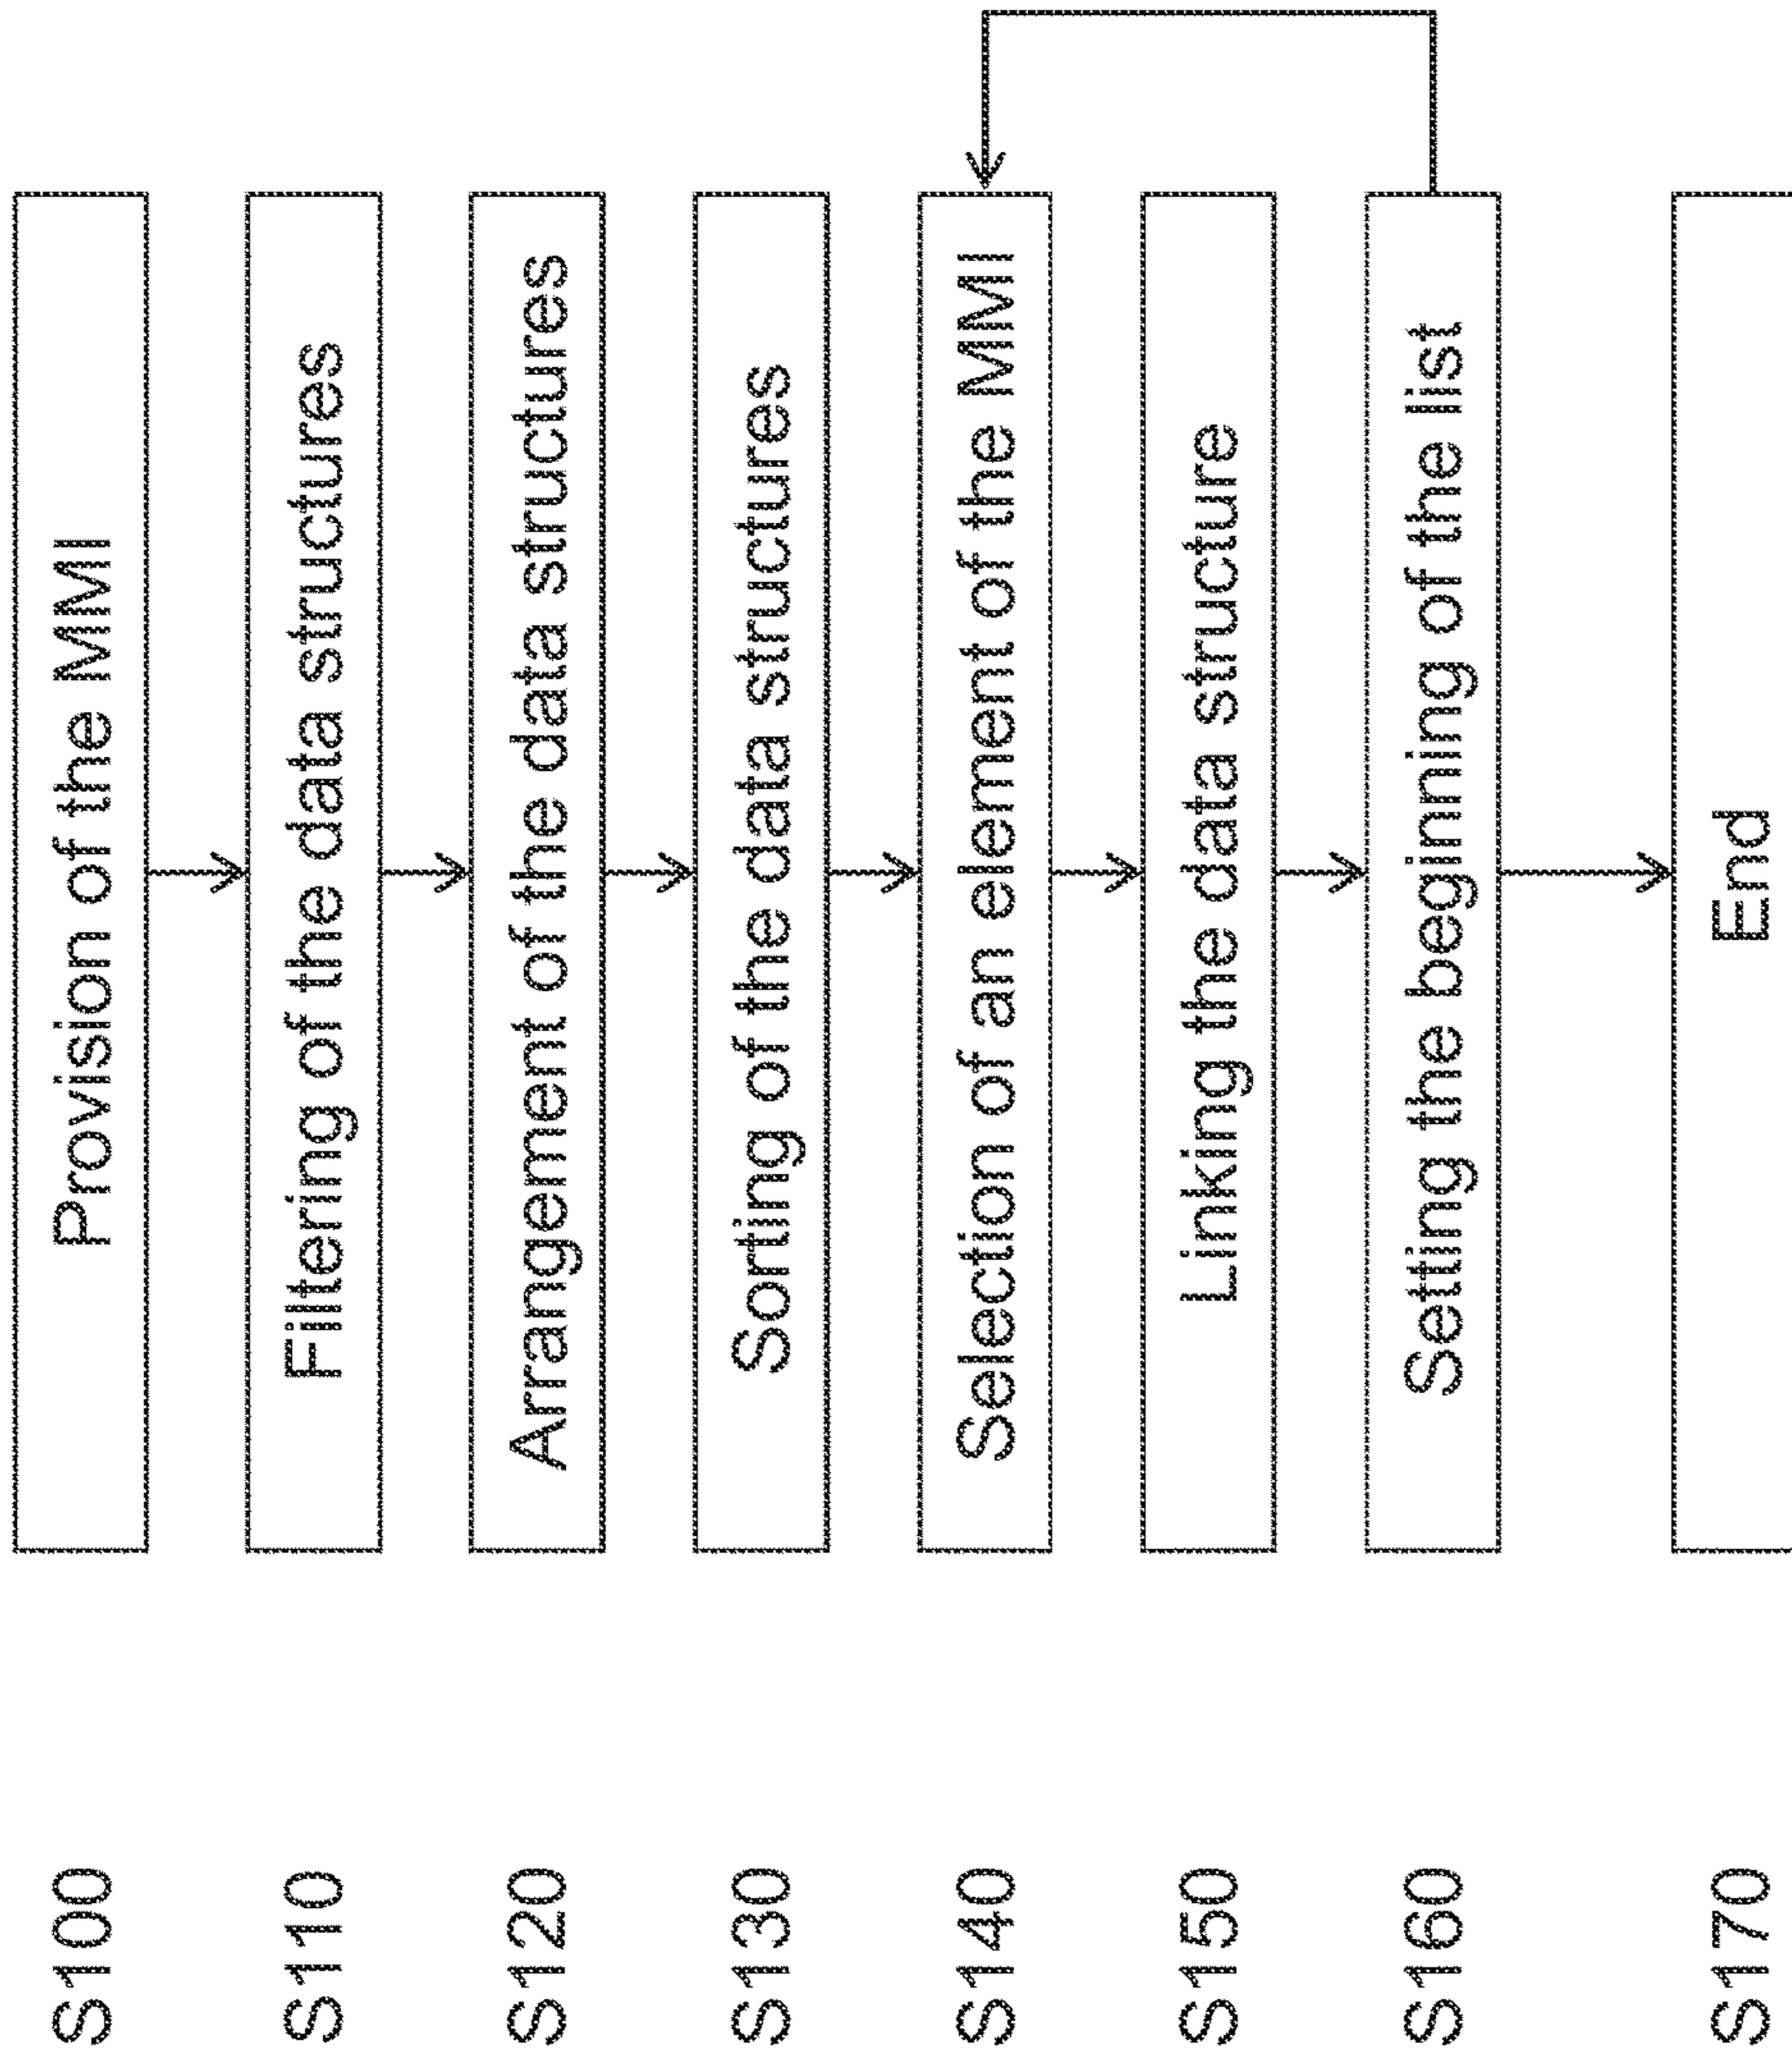 S100
Provision of the MMI
S110
Filtering of the data structures
S120
Arrangement of the data structures
S130
Sorting of the data structures
S140
Selection of an element of the MMI
S150
Linking the data structure
S160
Setting the beginning of the list
S170
End